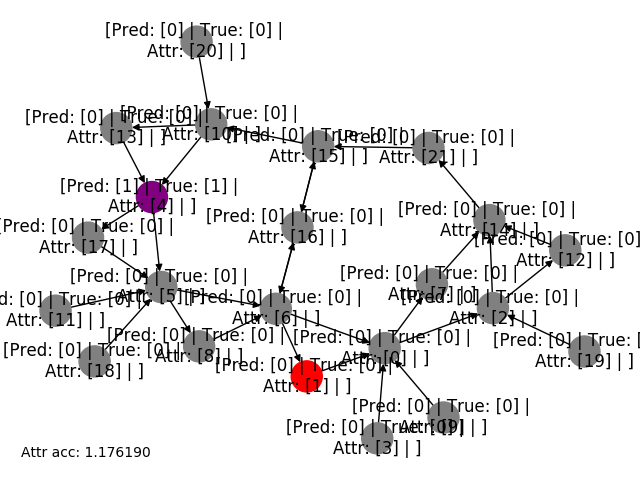 [Pred: [0] | True: [0] |
Attr: [20] | ]
[Pred: [0] | True: [0] |
Attr: [13] | ]
[Pred: [0] | True: [0] |
Attr: [10] | ]
[Pred: [0] | True: [0] |
Attr: [15] | ]
[Pred: [0] | True: [0] |
Attr: [21] | ]
[Pred: [1] | True: [1] |
Attr: [4] | ]
[Pred: [0] | True: [0] |
Attr: [17] | ]
[Pred: [0] | True: [0] |
Attr: [16] | ]
[Pred: [0] | True: [0] |
Attr: [14] | ]
[Pred: [0] | True: [0]
Attr: [12] | ]
[Pred: [0] | True: [0] |
Attr: [5] | ]
[Pred: [0] | True: [0] |
Attr: [7] | ]
d: [0] | True: [0] |
Attr: [11] | ]
[Pred: [0] | True: [0] |
Attr: [6] | ]
[Pred: [0] | True: [0] |
Attr: [2] | ]
[Pred: [0] | True: [0] |
Attr: [18] | ]
[Pred: [0] | True: [0] |
Attr: [8] | ]
[Pred: [0] | True: [0] |
Attr: [0] | ]
[Pred: [0] | True: [
Attr: [19] | ]
[Pred: [0] | True: [0] |
Attr: [1] | ]
[Pred: [0] | True: [0] |
Attr: [9] | ]
[Pred: [0] | True: [0] |
Attr: [3] | ]
Attr acc: 1.176190